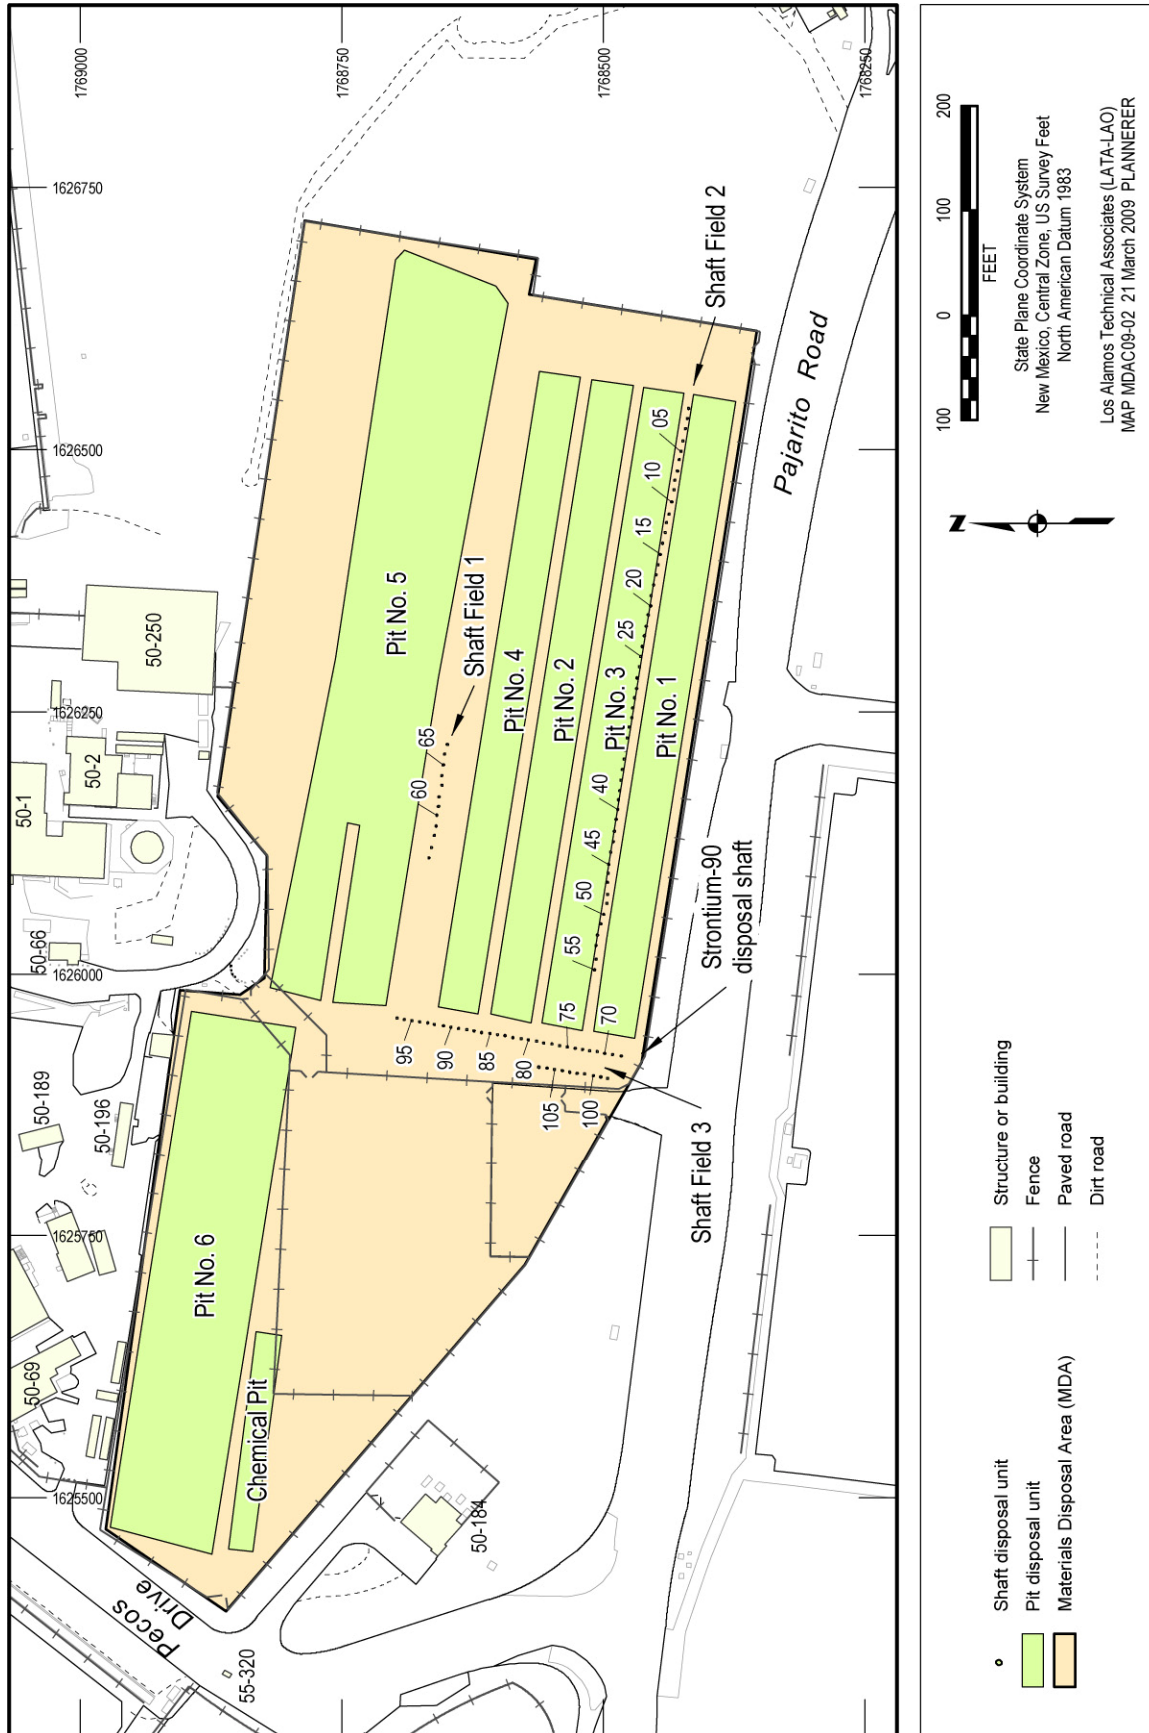 1769000
1768750
1768500
1768250
1626750
1626500
1626250
1626000
1625750
1625500
50-250
50-1
50-2
50-66
50-189
50-196
50-69
50-184
55-320
Pecos
Drive
Pajarito Road
Pit No. 6
Chemical Pit
Pit No. 5
Shaft Field 1
60
65
Pit No. 4
Pit No. 2
Pit No. 3
Pit No. 1
Shaft Field 2
05
10
15
20
25
40
45
50
55
Strontium-90
disposal shaft
Shaft Field 3
70
75
80
85
90
95
100
105
Shaft disposal unit
Pit disposal unit
Materials Disposal Area (MDA)
Structure or building
Fence
Paved road
Dirt road
N
100
0
100
200
FEET
State Plane Coordinate System
New Mexico, Central Zone, US Survey Feet
North American Datum 1983
Los Alamos Technical Associates (LATA-LAO)
MAP MDAC09-02 21 March 2009 PLANNERER